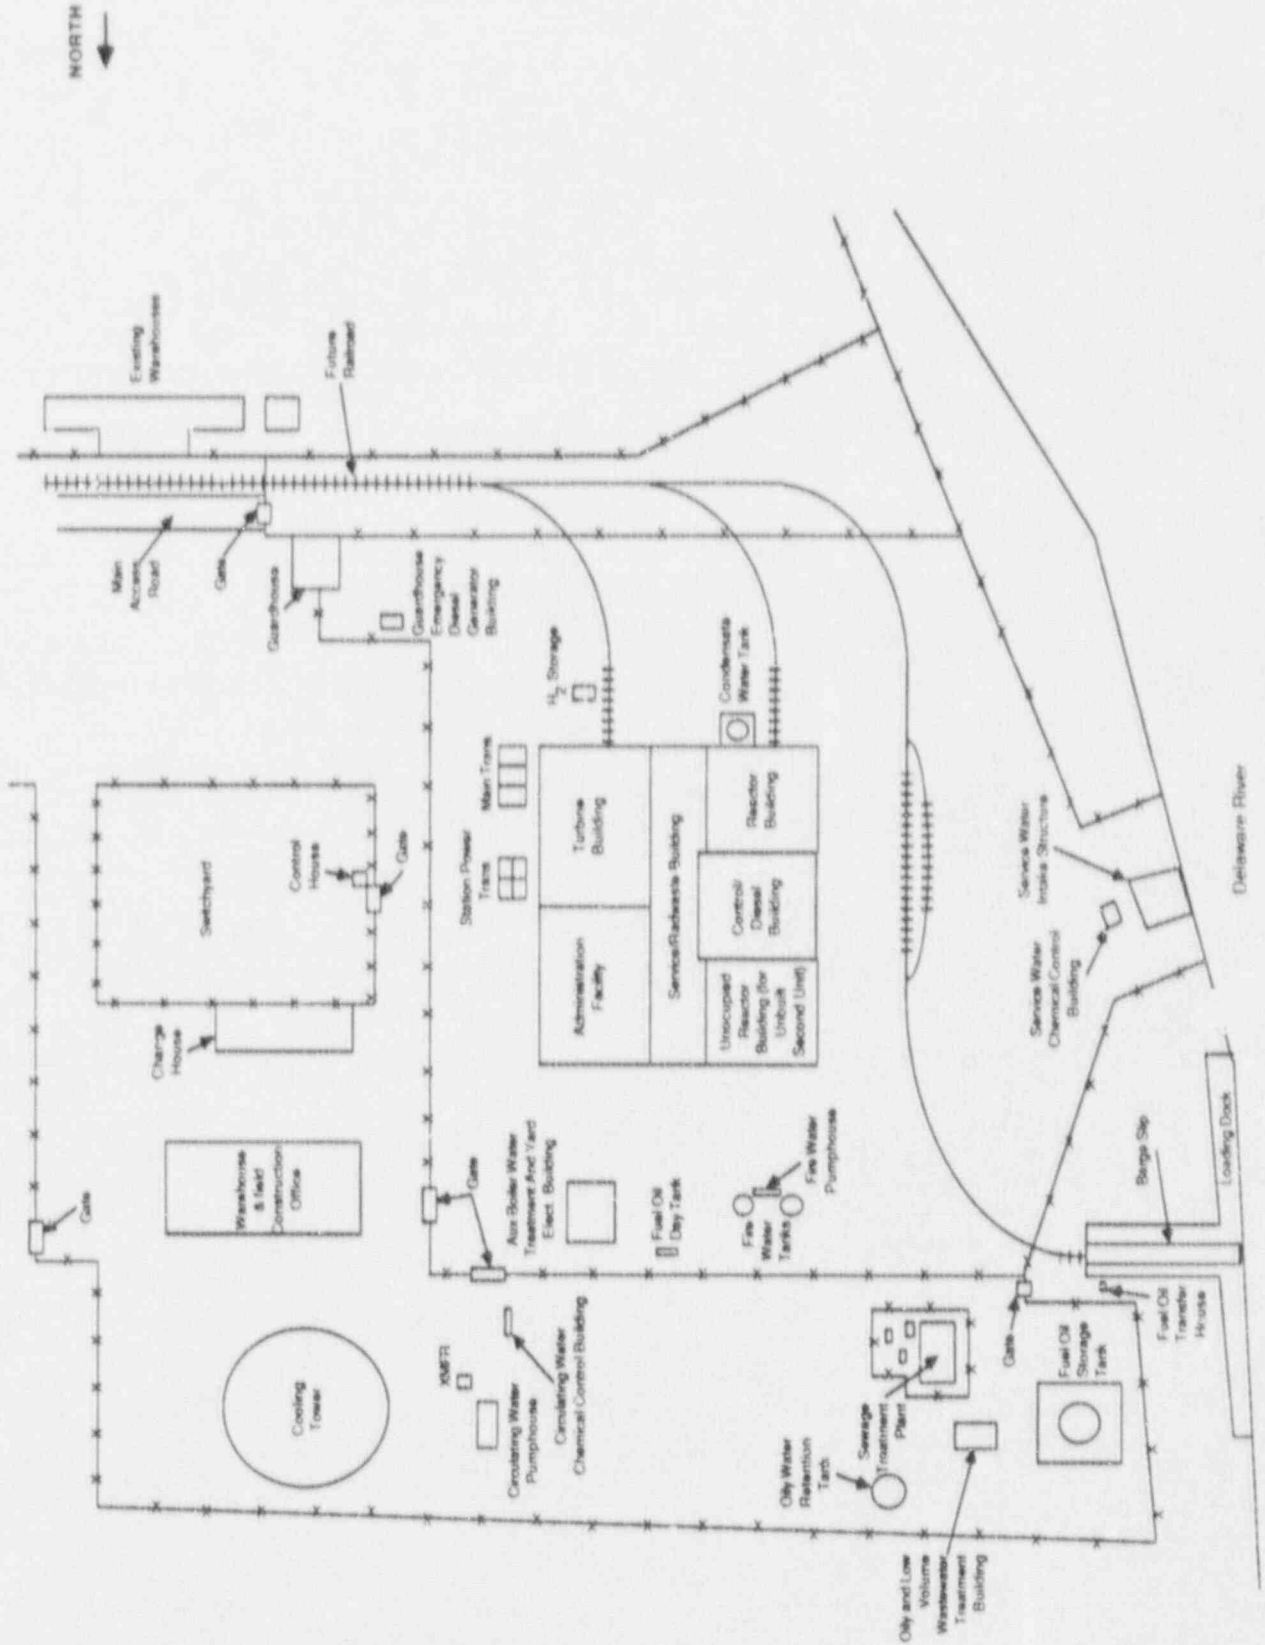 NORTH
Existing
Warehouses
Future
Railroad
Main
Access
Road
Gate
Guardhouse
Guardhouse
Emergency
Diesel
Generator
Building
H2 Storage
Condensate
Water Tank
Main Trans.
Station Power
Trans.
Switchyard
Control
House
Gate
Change
House
Turbine
Building
Administration
Facility
Service/Radwaste Building
Reactor
Building
Control/
Diesel
Building
Unoccupied
Reactor
Building (for
Unbuilt
Second Unit)
Service Water
Intake Structure
Service Water
Chemical Control
Building
Delaware River
Warehouse
& field
Construction
Office
Gate
Gate
Aux Boiler Water
Treatment And Yard
Elect. Building
Fuel Oil
Day Tank
Fire
Water
Tanks
Fire Water
Pumphouse
Loading Dock
Barge Slip
Fuel Oil
Transfer
House
Gate
Fuel Oil
Storage
Tank
Cooling
Tower
XMFR
Circulating Water
Pumphouse
Circulating Water
Chemical Control Building
Sewage
Treatment
Plant
Oily Water
Retention
Tank
Oily and Low
Volume
Wastewater
Treatment
Building